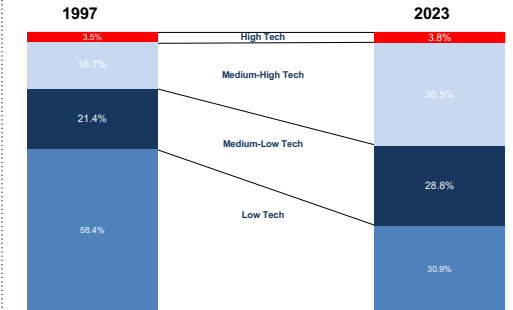 1997
2023
3.5%
High Tech
3.8%
16.7%
Medium-High Tech
36.5%
21.4%
Medium-Low Tech
28.8%
Low Tech
58.4%
30.9%